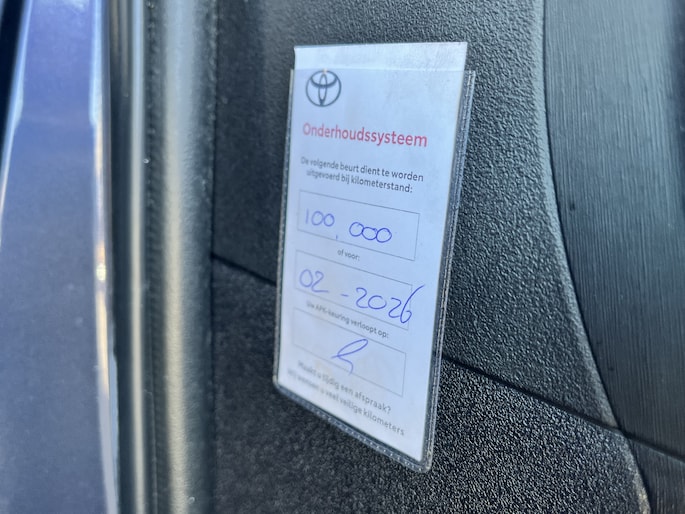 Onderhoudssysteem
De volgende beurt dient te worden
uitgevoerd bij kilometerstand:
100,000
of voor:
02-2026
Uw APK-keuring verloopt op:
Maakt u tijdig een afspraak?
Wij wensen u veel veilige kilometers